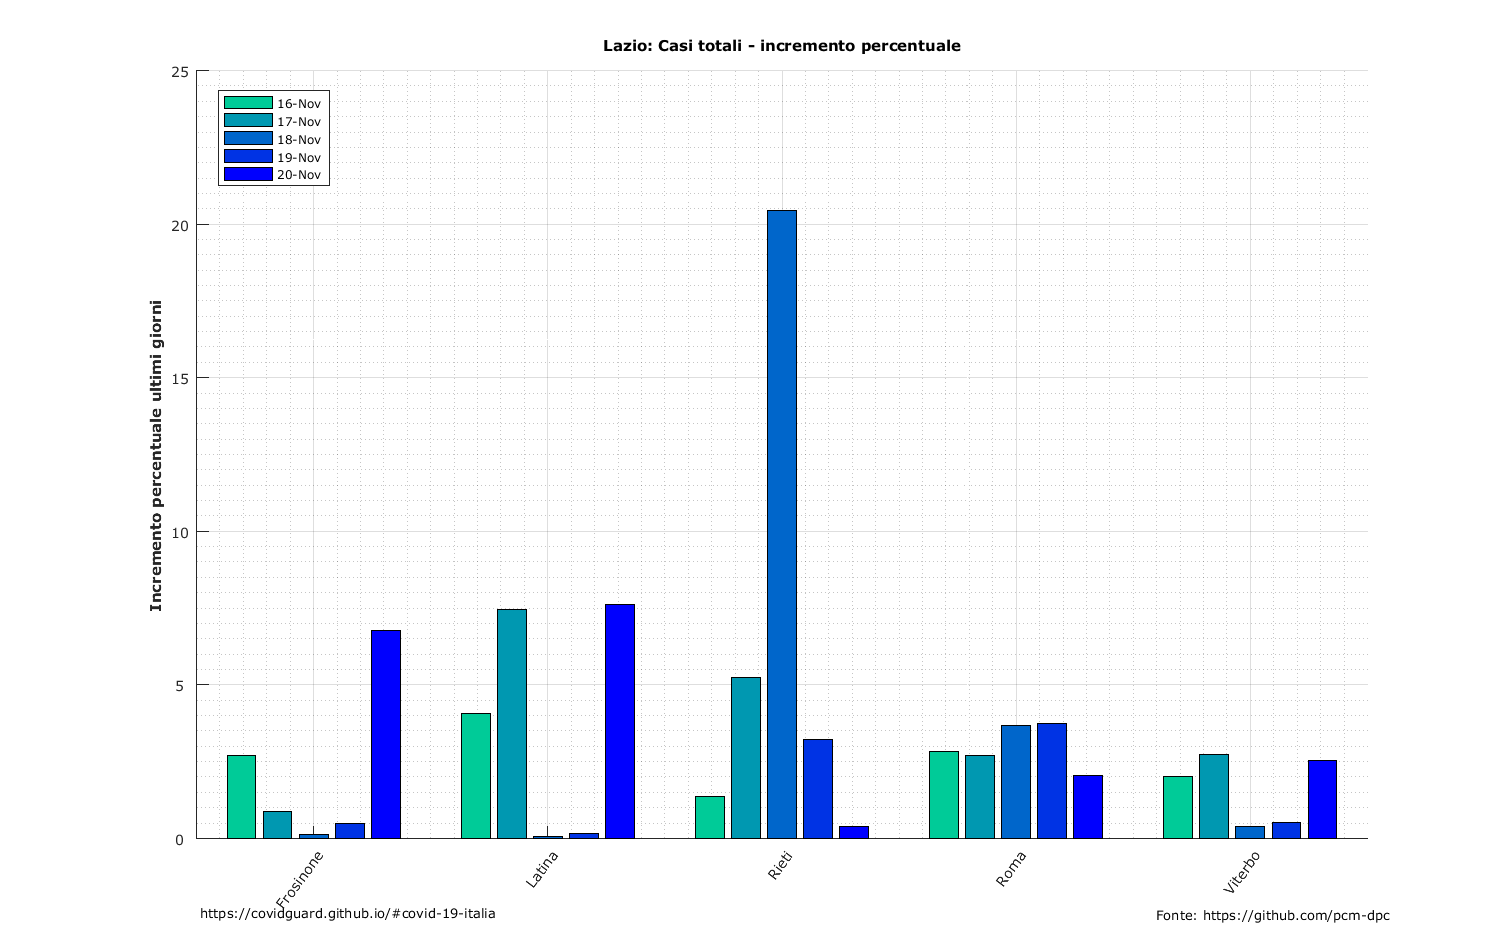 Lazio: Casi totali - incremento percentuale
25
20
15
10
5
0
Incremento percentuale ultimi giorni
16-Nov
17-Nov
18-Nov
19-Nov
20-Nov
Frosinone
Latina
Rieti
Roma
Viterbo
https://covidguard.github.io/#covid-19-italia
Fonte: https://github.com/pcm-dpc